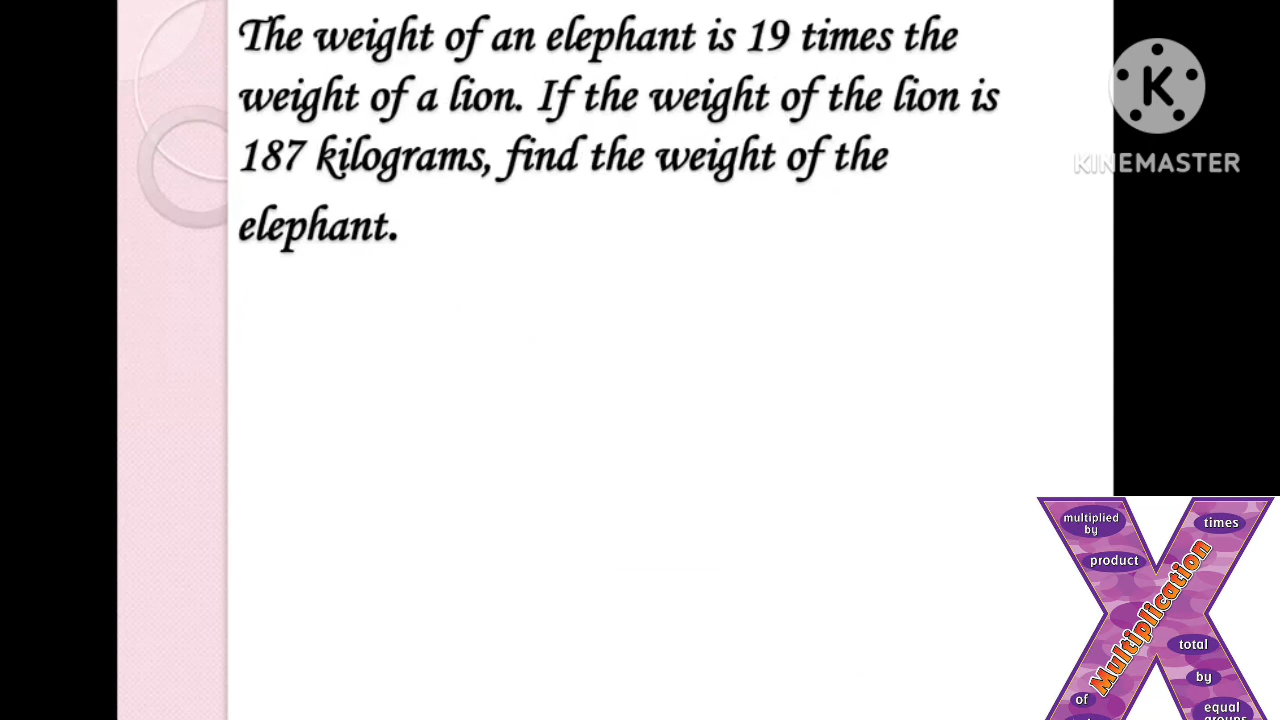 The weight of an elephant is 19 times the
weight of a lion. If the weight of the lion is
187 kilograms, find the weight of the
elephant.
K
KINEMASTER
multiplied
by
times
product
Multiplication
total
by
of
equal
groups